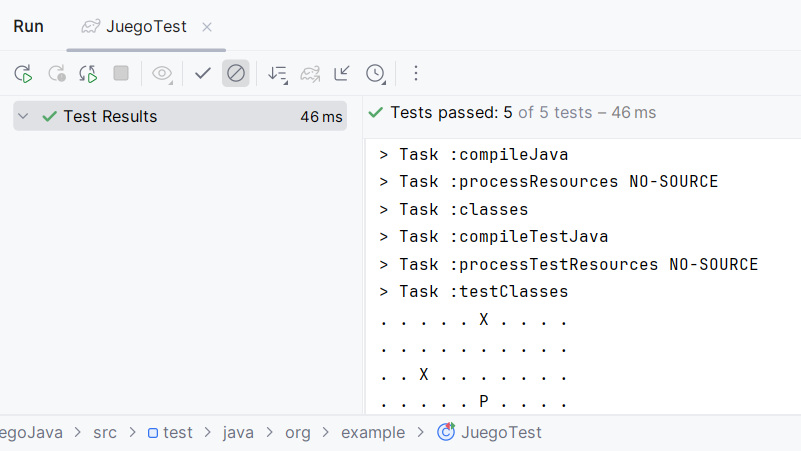 Run JuegoTest
Test Results 46 ms
Tests passed: 5 of 5 tests – 46 ms
> Task :compileJava
> Task :processResources NO-SOURCE
> Task :classes
> Task :compileTestJava
> Task :processTestResources NO-SOURCE
> Task :testClasses
. . . . . X . . . .
. . . . . . . . . .
. . X . . . . . . .
. . . . . P . . . .
egoJava > src > test > java > org > example > JuegoTest